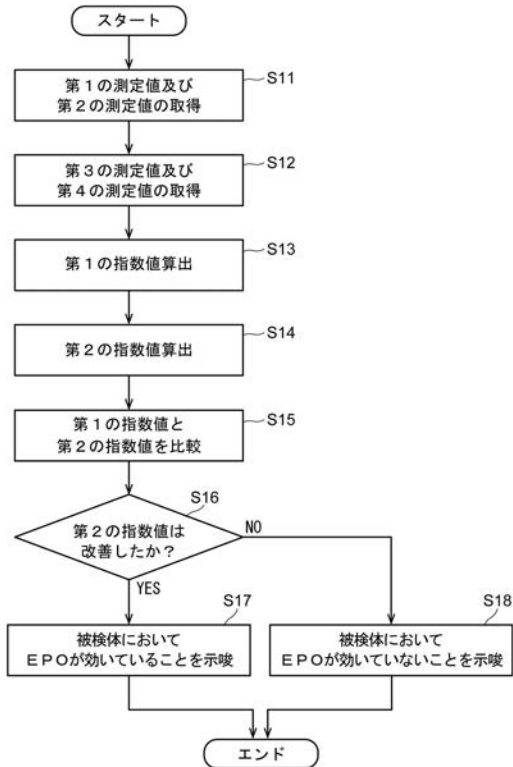 スタート
第１の測定値及び
第２の測定値の取得
S11
第３の測定値及び
第４の測定値の取得
S12
第１の指数値算出
S13
第２の指数値算出
S14
第１の指数値と
第２の指数値を比較
S15
第２の指数値は
改善したか？
S16
NO
YES
被検体において
ＥＰＯが効いていることを示唆
S17
被検体において
ＥＰＯが効いていないことを示唆
S18
エンド